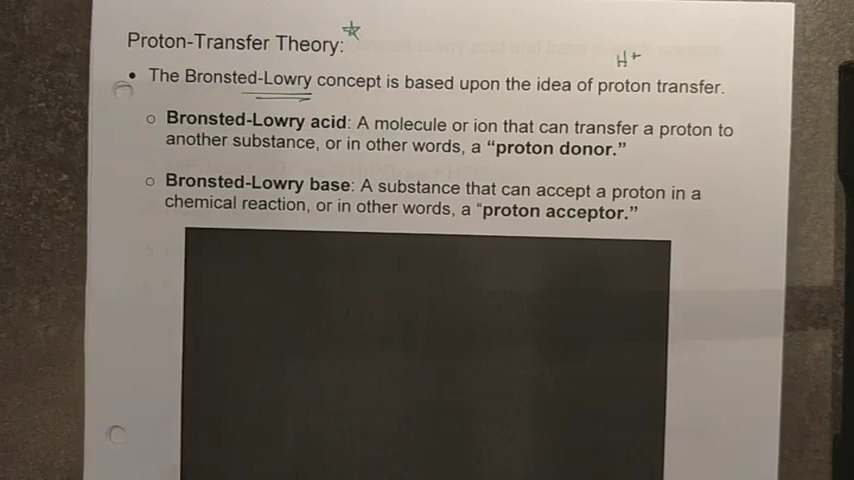 Proton-Transfer Theory:
H+
• The Bronsted-Lowry concept is based upon the idea of proton transfer.
o Bronsted-Lowry acid: A molecule or ion that can transfer a proton to
another substance, or in other words, a “proton donor.”
o Bronsted-Lowry base: A substance that can accept a proton in a
chemical reaction, or in other words, a “proton acceptor.”